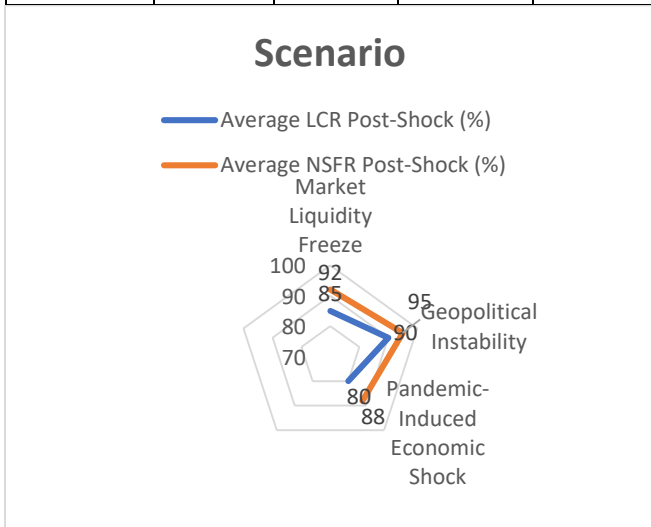 Scenario
Average LCR Post-Shock (%)
Average NSFR Post-Shock (%)
Market
Liquidity
Freeze
100
92
90
85
95
Geopolitical
Instability
90
80
70
Pandemic-
Induced
Economic
Shock
80
88